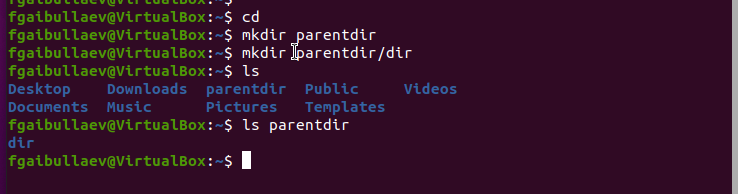 fgaibullaev@VirtualBox:~$ cd
fgaibullaev@VirtualBox:~$ mkdir parentdir
fgaibullaev@VirtualBox:~$ mkdir parentdir/dir
fgaibullaev@VirtualBox:~$ ls
Desktop Downloads parentdir Public Videos
Documents Music Pictures Templates
fgaibullaev@VirtualBox:~$ ls parentdir
dir
fgaibullaev@VirtualBox:~$